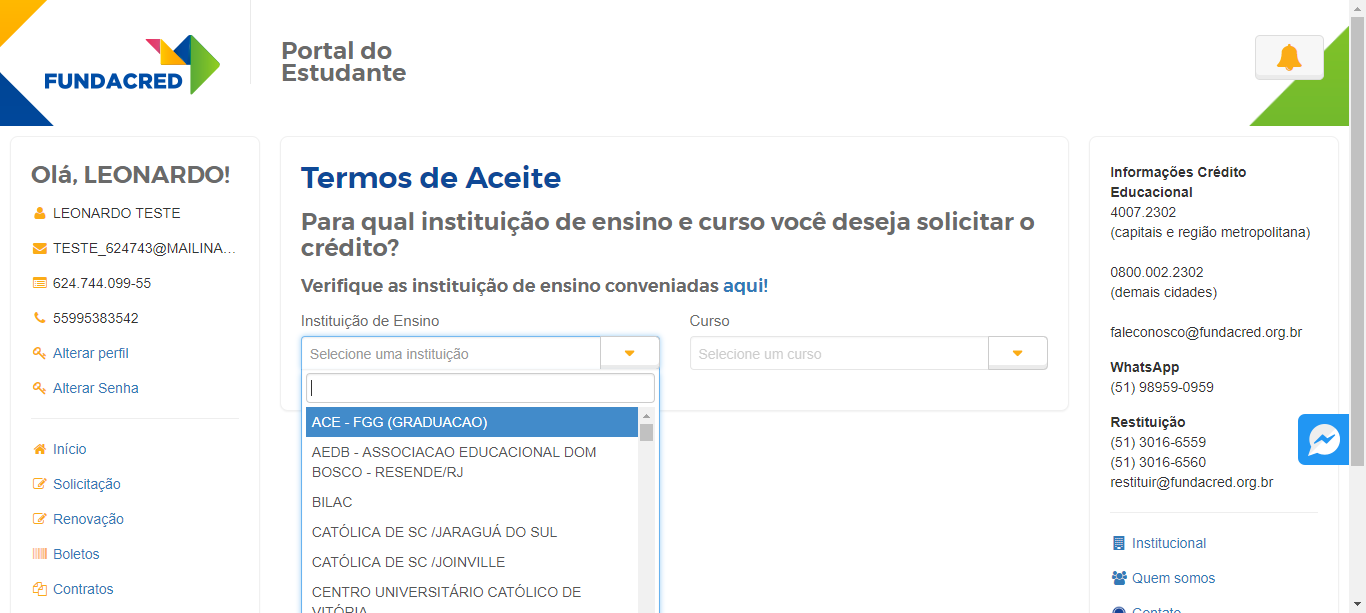 FUNDACRED
Portal do
Estudante
Olá, LEONARDO!
LEONARDO TESTE
TESTE_624743@MAILINA...
624.744.099-55
55995383542
Alterar perfil
Alterar Senha
Início
Solicitação
Renovação
Boletos
Contratos
Termos de Aceite
Para qual instituição de ensino e curso você deseja solicitar o
crédito?
Verifique as instituição de ensino conveniadas aqui!
Instituição de Ensino
Selecione uma instituição
ACE - FGG (GRADUACAO)
AEDB - ASSOCIACAO EDUCACIONAL DOM
BOSCO - RESENDE/RJ
BILAC
CATÓLICA DE SC /JARAGUÁ DO SUL
CATÓLICA DE SC /JOINVILLE
CENTRO UNIVERSITÁRIO CATÓLICO DE
VITÓRIA
Curso
Selecione um curso
Informações Crédito
Educacional
4007.2302
(capitais e região metropolitana)
0800.002.2302
(demais cidades)
faleconosco@fundacred.org.br
WhatsApp
(51) 98959-0959
Restituição
(51) 3016-6559
(51) 3016-6560
restituir@fundacred.org.br
Institucional
Quem somos
Contato